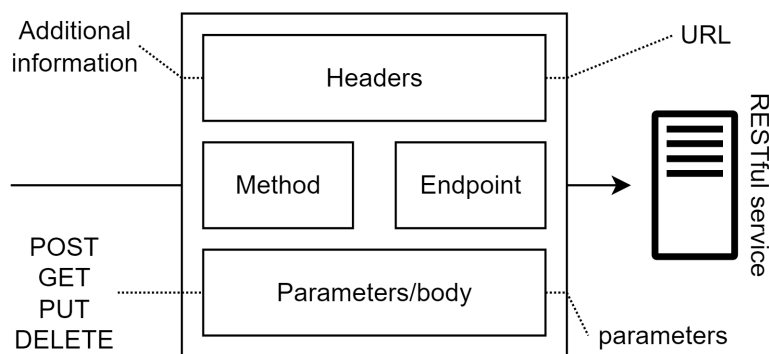 Additional
information
Headers
URL
Method
Endpoint
RESTful service
POST
GET
PUT
DELETE
Parameters/body
parameters